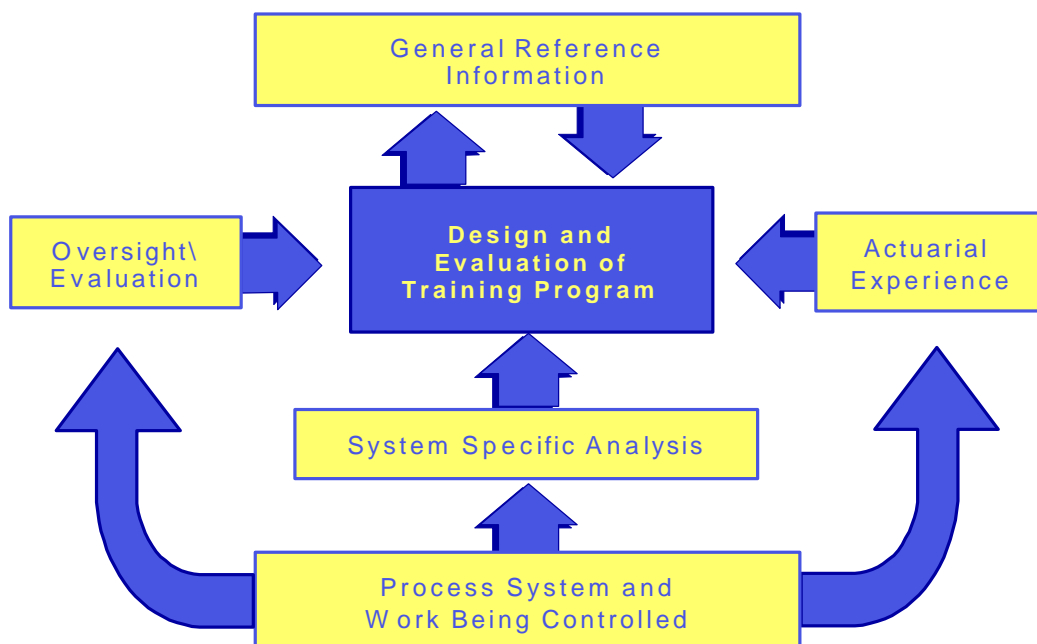 General Reference
Information
Design and
Evaluation of
Training Program
Oversight\
Evaluation
Actuarial
Experience
System Specific Analysis
Process System and
Work Being Controlled